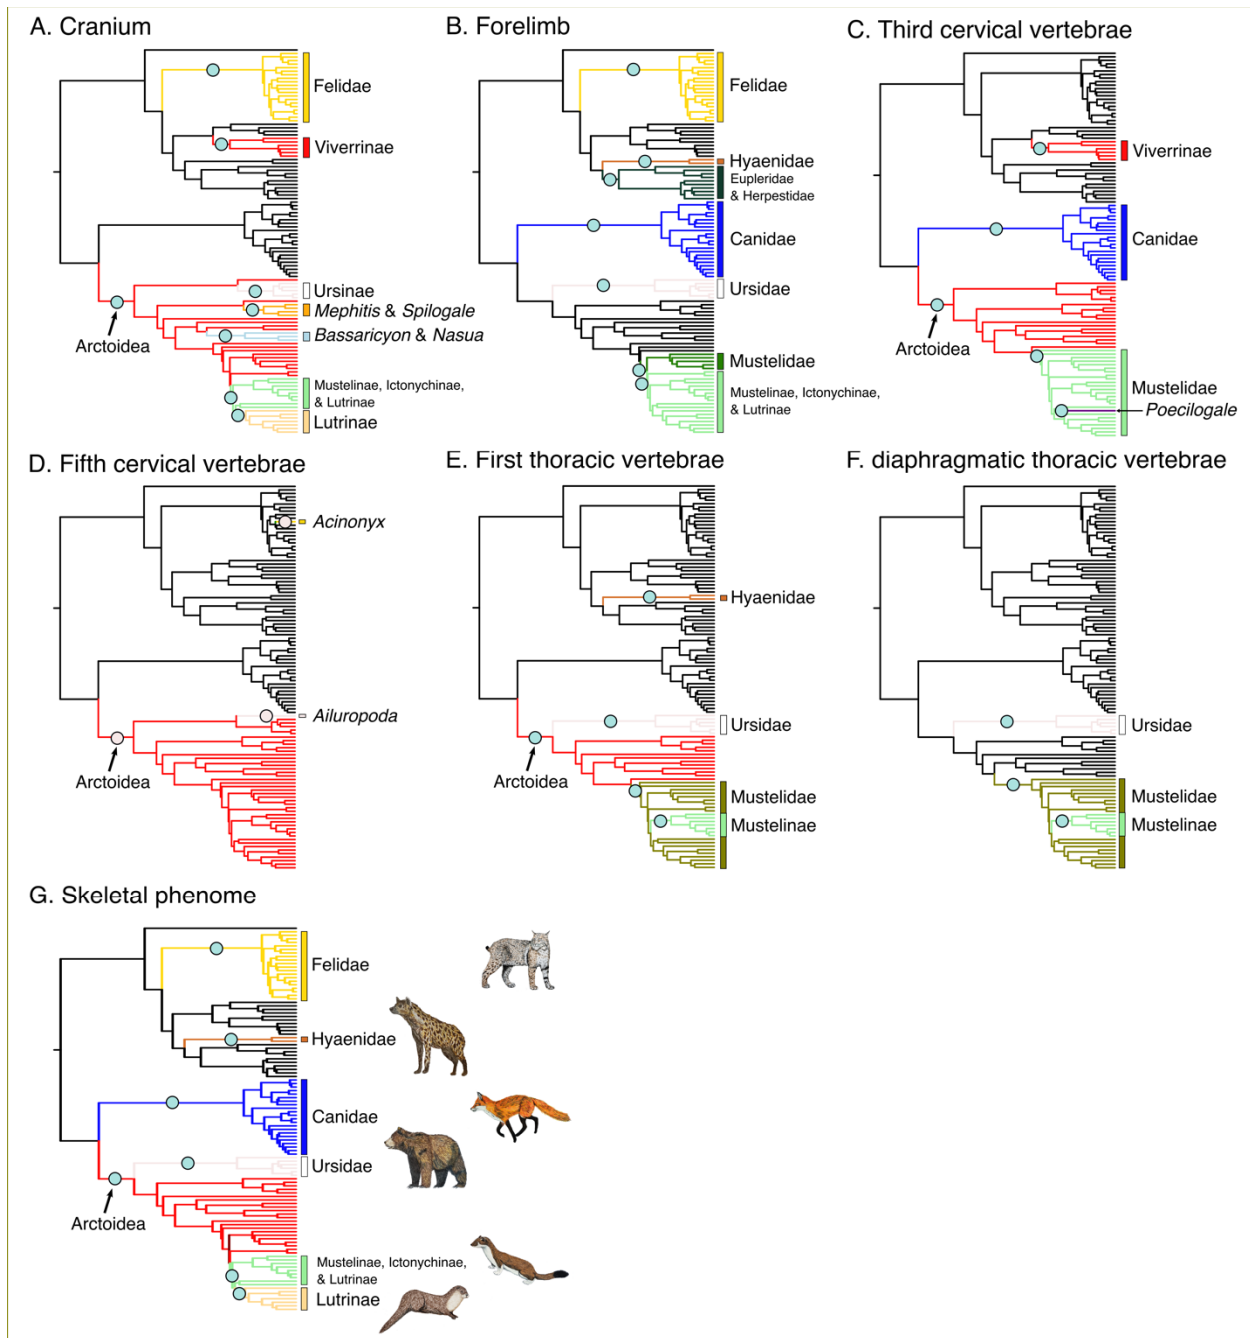 A. Cranium
Felidae
Viverrinae
Ursinae
Mephitis & Spilogale
Bassaricyon & Nasua
Arctoidea
Mustelinae, Ictonychinae,
& Lutrinae
Lutrinae
B. Forelimb
Felidae
Hyaenidae
Eupleridae
& Herpestidae
Canidae
Ursidae
Mustelidae
Mustelinae, Ictonychinae,
& Lutrinae
C. Third cervical vertebrae
Viverrinae
Canidae
Arctoidea
Mustelidae
Poecilogale
D. Fifth cervical vertebrae
Acinonyx
Ailuropoda
Arctoidea
E. First thoracic vertebrae
Hyaenidae
Ursidae
Arctoidea
Mustelidae
Mustelinae
F. diaphragmatic thoracic vertebrae
Ursidae
Mustelidae
Mustelinae
G. Skeletal phenome
Felidae
Hyaenidae
Canidae
Ursidae
Arctoidea
Mustelinae, Ictonychinae,
& Lutrinae
Lutrinae